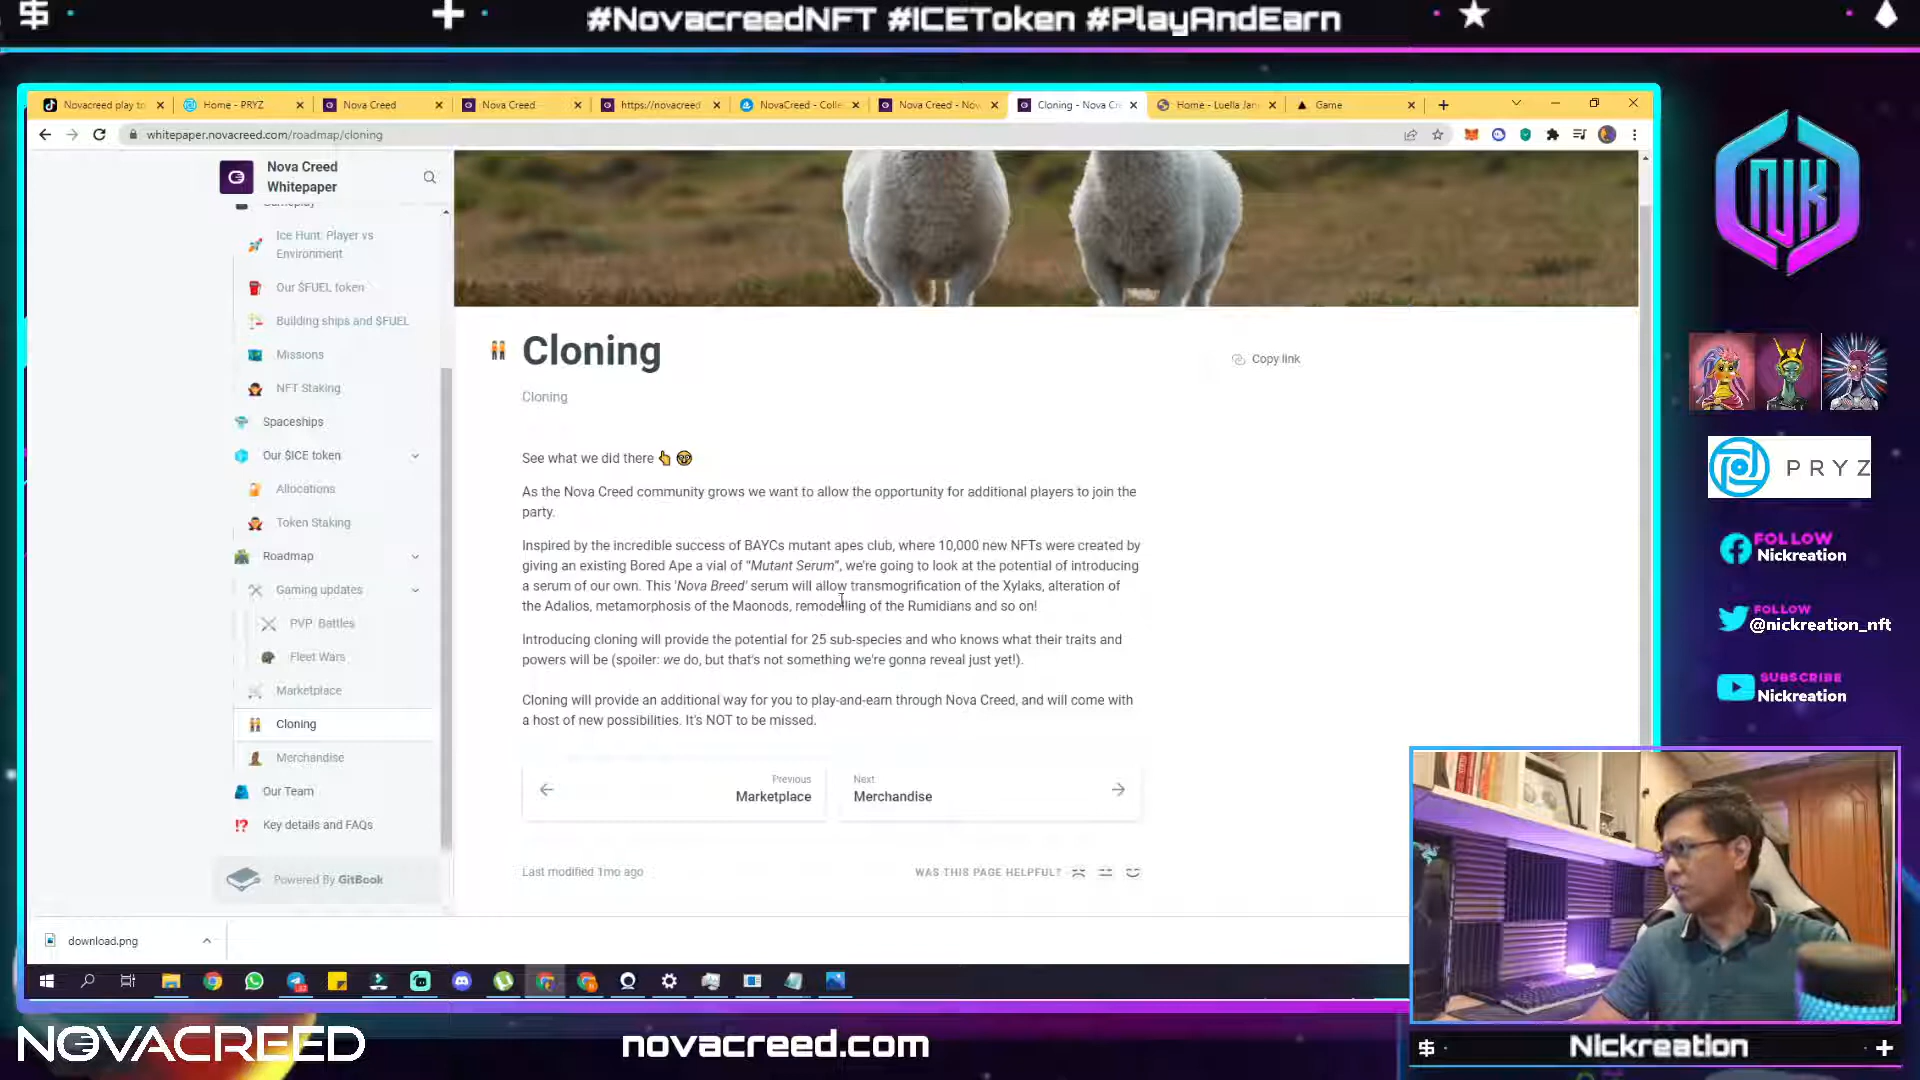 #NovacreedNFT #ICEToken #PlayAndEarn
Novacreed play to
Home - PRYZ
Nova Creed
Nova Creed
https://novacreed
NovaCreed - Colle
Nova Creed - Nov
Cloning - Nova Cr
Home - Luella Jan
Game
whitepaper.novacreed.com/roadmap/cloning
Nova Creed
Whitepaper
Gameplay
Ice Hunt: Player vs
Environment
Our $FUEL token
Building ships and $FUEL
Missions
NFT Staking
Spaceships
Our $ICE token
Allocations
Token Staking
Roadmap
Gaming updates
PVP: Battles
Fleet Wars
Marketplace
Cloning
Merchandise
Our Team
Key details and FAQs
Powered By GitBook
Cloning
Copy link
Cloning
See what we did there
As the Nova Creed community grows we want to allow the opportunity for additional players to join the
party.
Inspired by the incredible success of BAYCs mutant apes club, where 10,000 new NFTs were created by
giving an existing Bored Ape a vial of "Mutant Serum", we're going to look at the potential of introducing
a serum of our own. This 'Nova Breed' serum will allow transmogrification of the Xylaks, alteration of
the Adalios, metamorphosis of the Maonods, remodelling of the Rumidians and so on!
Introducing cloning will provide the potential for 25 sub-species and who knows what their traits and
powers will be (spoiler: we do, but that's not something we're gonna reveal just yet!).
Cloning will provide an additional way for you to play-and-earn through Nova Creed, and will come with
a host of new possibilities. It's NOT to be missed.
Previous
Marketplace
Next
Merchandise
Last modified 1mo ago
WAS THIS PAGE HELPFUL?
download.png
NK
PRYZ
FOLLOW
Nickreation
FOLLOW
@nickreation_nft
SUBSCRIBE
Nickreation
NOVACREED
novacreed.com
Nickreation